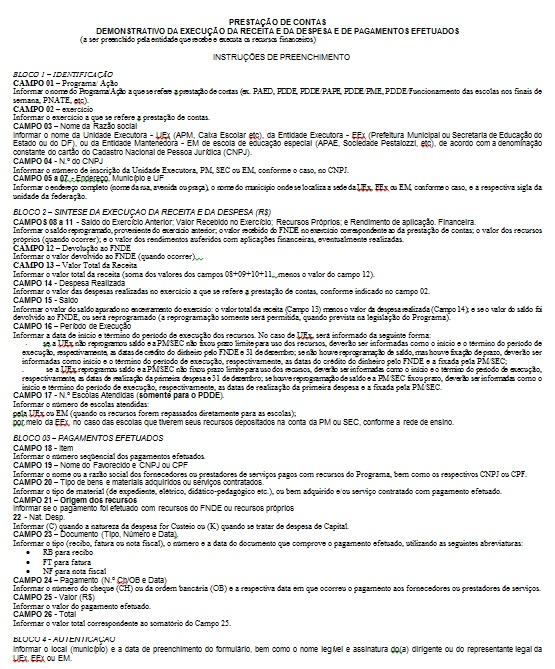 PRESTAÇÃO DE CONTAS
DEMONSTRATIVO DA EXECUÇÃO DA RECEITA E DA DESPESA E DE PAGAMENTOS EFETUADOS
(a ser preenchido pela entidade que recebe e executa os recursos financeiros)
INSTRUÇÕES DE PREENCHIMENTO
BLOCO 1 – IDENTIFICAÇÃO
CAMPO 01 – Programa/ Ação
Informar o nome do Programa/Ação a que se refere a prestação de contas (ex. PAED, PDDE, PDDE/PAPE, PDDE/PME, PDDE/Funcionamento das escolas nos finais de
semana, PNATE, etc).
CAMPO 02 – exercício
Informar o exercício a que se refere a prestação de contas.
CAMPO 03 – Nome da Razão social
Informar o nome da Unidade Executora - UEx (APM, Caixa Escolar etc), da Entidade Executora - EEx (Prefeitura Municipal ou Secretaria de Educação do
Estado ou do DF), ou da Entidade Mantenedora - EM de escola de educação especial (APAE, Sociedade Pestalozzi, etc), de acordo com a denominação
constante do cartão do Cadastro Nacional de Pessoa Jurídica (CNPJ).
CAMPO 04 - N.º do CNPJ
Informar o número de inscrição da Unidade Executora, PM, SEC ou EM, conforme o caso, no CNPJ.
CAMPO 05 a 07 - Endereço, Município e UF
Informar o endereço completo (nome da rua, avenida ou praça), o nome do município onde se localiza a sede da UEx, EEx ou EM, conforme o caso, e a respectiva sigla da
unidade da federação.
BLOCO 2 – SINTESE DA EXECUÇAO DA RECEITA E DA DESPESA (R$)
CAMPOS 08 a 11 - Saldo do Exercício Anterior; Valor Recebido no Exercício; Recursos Próprios; e Rendimento de aplicação. Financeira.
Informar o saldo reprogramado, proveniente do exercício anterior; o valor recebido do FNDE no exercício correspondente ao da prestação de contas; o valor dos recursos
próprios (quando ocorrer); e o valor dos rendimentos auferidos com aplicações financeiras, eventualmente realizadas.
CAMPO 12 – Devolução ao FNDE
Informar o valor devolvido ao FNDE (quando ocorrer).
CAMPO 13 – Valor Total da Receita
Informar o valor total da receita (soma dos valores dos campos 08+09+10+11, menos o valor do campo 12).
CAMPO 14 - Despesa Realizada
Informar o valor das despesas realizadas no exercício a que se refere a prestação de contas, conforme indicado no campo 02.
CAMPO 15 - Saldo
Informar o valor do saldo apurado no encerramento do exercício: o valor total da receita (Campo 13) menos o valor da despesa realizada (Campo 14); e se o valor do saldo foi
devolvido ao FNDE, ou será reprogramado (a reprogramação somente será permitida, quando prevista na legislação do Programa).
CAMPO 16 – Período de Execução
Informar a data de início e término do período de execução dos recursos. No caso de UEx, será informado da seguinte forma:
· se a UEx não reprogramou saldo e a PM/SEC não fixou prazo limite para uso dos recursos, deverão ser informadas como o início e o término do período de
execução, respectivamente, as datas de crédito do dinheiro pelo FNDE e 31 de dezembro; se não houve reprogramação de saldo, mas houve fixação de prazo, deverão ser
informadas como início e o término do período de execução, respectivamente, as datas do crédito do dinheiro pelo FNDE e a fixada pela PM/SEC;
· se a UEx reprogramou saldo e a PM/SEC não fixou prazo limite para uso dos recursos, deverão ser informadas como o início e término do período de execução,
respectivamente, as datas de realização da primeira despesa e 31 de dezembro; se houve reprogramação de saldo e a PM/SEC fixou prazo, deverão ser informadas como o
início e término do período de execução, respectivamente, as datas de realização da primeira despesa e a fixada pela PM/SEC.
CAMPO 17 - N.º Escolas Atendidas (somente para o PDDE).
Informar o número de escolas atendidas:
pela UEx ou EM (quando os recursos forem repassados diretamente para as escolas);
por meio da EEx, no caso das escolas que tiverem seus recursos depositados na conta da PM ou SEC, conforme a rede de ensino.
BLOCO 03 – PAGAMENTOS EFETUADOS
CAMPO 18 - Item
Informar o número seqüencial dos pagamentos efetuados.
CAMPO 19 – Nome do Favorecido e CNPJ ou CPF
Informar o nome ou a razão social dos fornecedores ou prestadores de serviços pagos com recursos do Programa, bem como os respectivos CNPJ ou CPF.
CAMPO 20 – Tipo de bens e materiais adquiridos ou serviços contratados.
Informar o tipo de material (de expediente, elétrico, didático-pedagógico etc.), ou bem adquirido e/ou serviço contratado com pagamento efetuado.
CAMPO 21 – Origem dos recursos
Informar se o pagamento foi efetuado com recursos do FNDE ou recursos próprios
22 - Nat. Desp.
Informar (C) quando a natureza da despesa for Custeio ou (K) quando se tratar de despesa de Capital.
CAMPO 23 – Documento (Tipo, Número e Data),
Informar o tipo (recibo, fatura ou nota fiscal), o número e a data do documento que comprove o pagamento efetuado, utilizando as seguintes abreviaturas:
• RB para recibo
• FT para fatura
• NF para nota fiscal
CAMPO 24 – Pagamento (N.º Ch/OB e Data)
Informar o número do cheque (CH) ou da ordem bancária (OB) e a respectiva data em que ocorreu o pagamento aos fornecedores ou prestadores de serviços.
CAMPO 25 - Valor (R$)
Informar o valor do pagamento efetuado.
CAMPO 26 - Total
Informar o valor total correspondente ao somatório do Campo 25.
BLOCO 4 - AUTENTICAÇÃO
Informar o local (município) e a data de preenchimento do formulário, bem como o nome legível e assinatura do(a) dirigente ou do representante legal da
UEx, EEx ou EM.